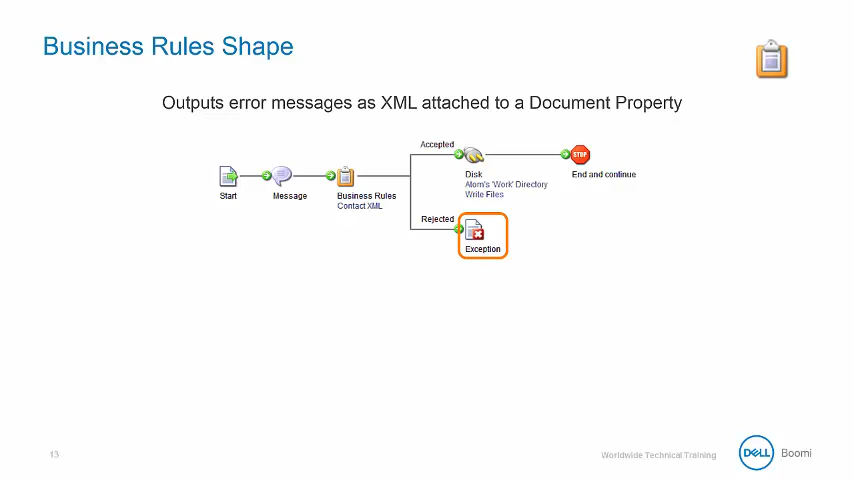 Business Rules Shape
Outputs error messages as XML attached to a Document Property
Start
Message
Business Rules
Contact XML
Accepted
Disk
Atom's 'Work' Directory
Write Files
STOP
End and continue
Rejected
Exception
13
Worldwide Technical Training
DELL
Boomi